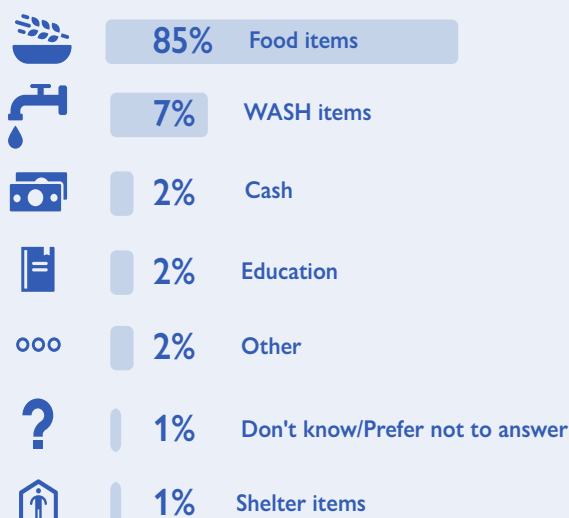 85% Food items
7% WASH items
2% Cash
2% Education
2% Other
1% Don't know/Prefer not to answer
1% Shelter items